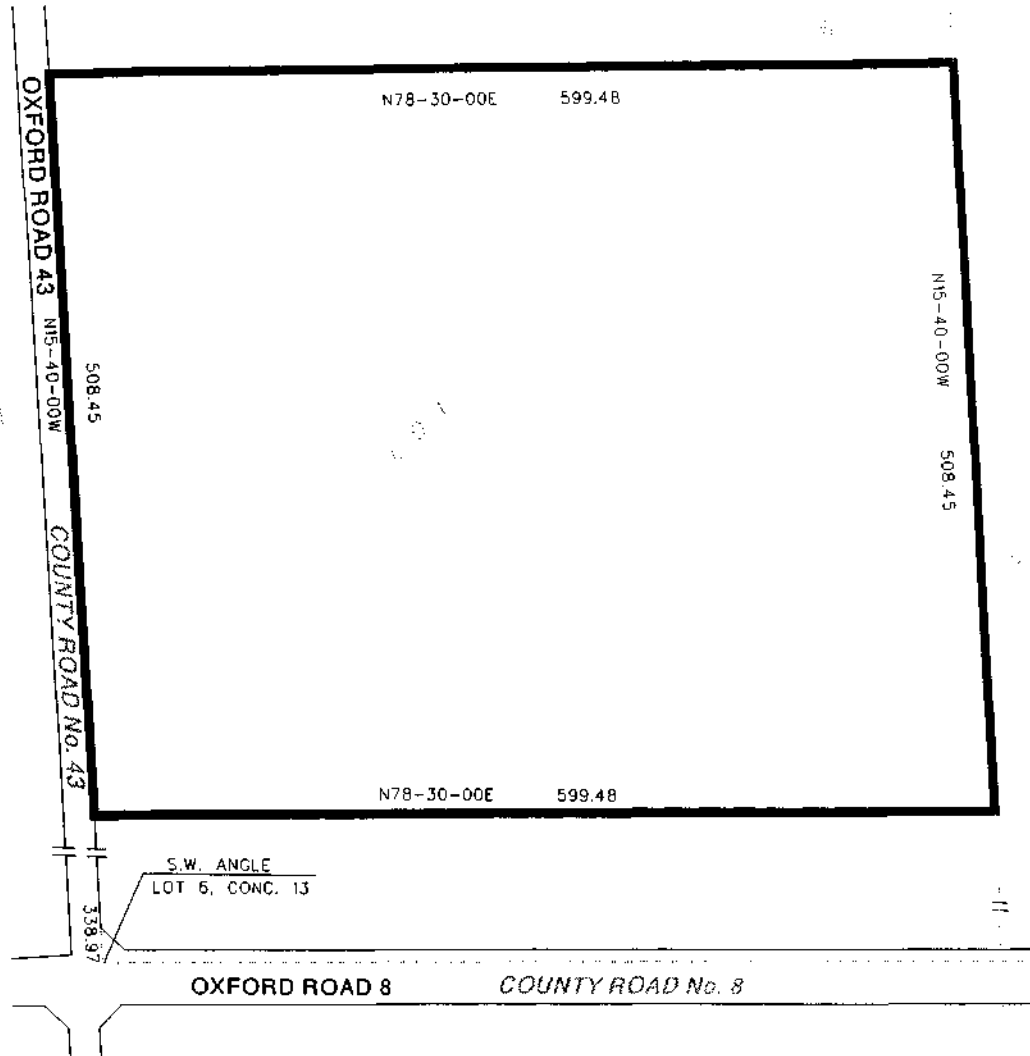 N78-30-00E 599.48
OXFORD ROAD 43
N15-40-00W
508.45
COUNTY ROAD No. 43
N15-40-00W
508.45
N78-30-00E 599.48
S.W. ANGLE
LOT 6, CONC. 13
338.97
OXFORD ROAD 8 COUNTY ROAD No. 8